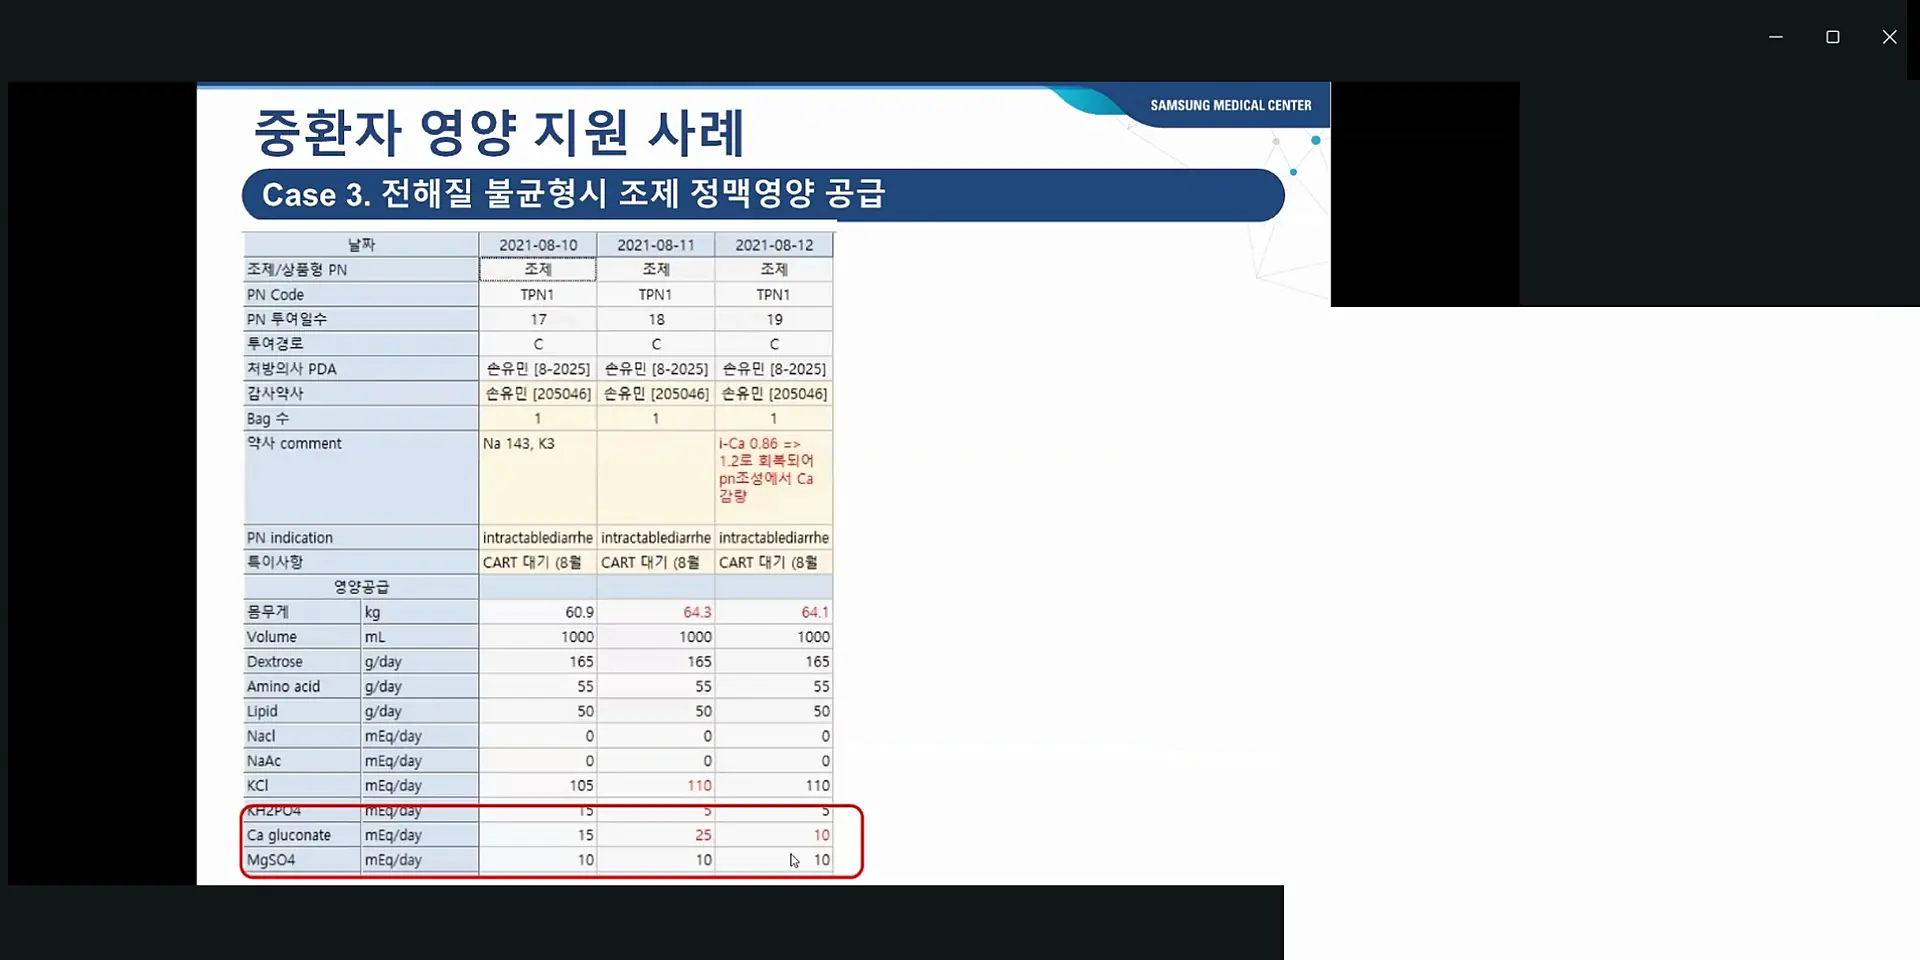 SAMSUNG MEDICAL CENTER
중환자 영양 지원 사례
Case 3. 전해질 불균형시 조제 정맥영양 공급
날짜 2021-08-10 2021-08-11 2021-08-12
조제/상품형 PN 조제 조제 조제
PN Code TPN1 TPN1 TPN1
PN 투여일수 17 18 19
투여경로 C C C
처방의사 PDA 손유민 [8-2025] 손유민 [8-2025] 손유민 [8-2025]
감사약사 손유민 [205046] 손유민 [205046] 손유민 [205046]
Bag 수 1 1 1
약사 comment Na 143, K3 i-Ca 0.86 =>
1.2로 회복되어
pn조성에서 Ca
감량
PN indication intractablediarrhe intractablediarrhe intractablediarrhe
특이사항 CART 대기 (8월 CART 대기 (8월 CART 대기 (8월
영양공급
몸무게 kg 60.9 64.3 64.1
Volume mL 1000 1000 1000
Dextrose g/day 165 165 165
Amino acid g/day 55 55 55
Lipid g/day 50 50 50
Nacl mEq/day 0 0 0
NaAc mEq/day 0 0 0
KCl mEq/day 105 110 110
KH2PO4 mEq/day 15 5 5
Ca gluconate mEq/day 15 25 10
MgSO4 mEq/day 10 10 10